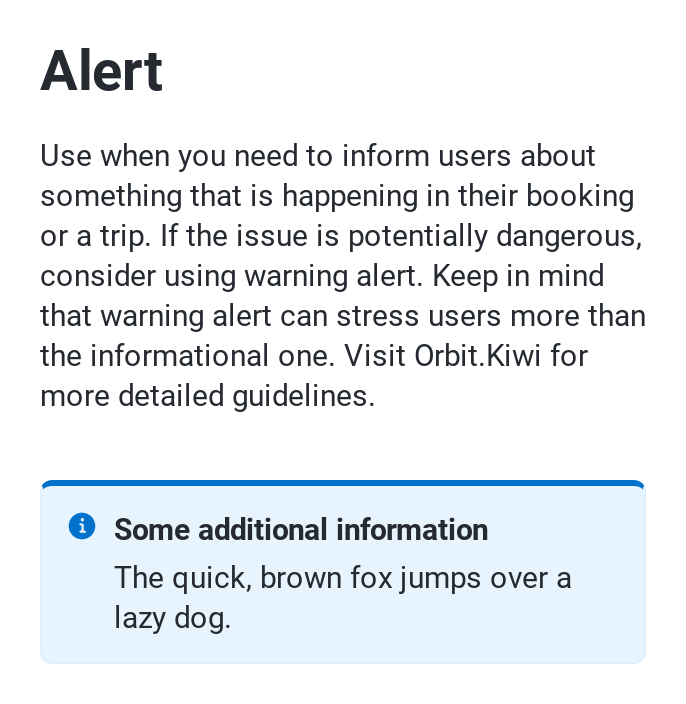 Alert
Use when you need to inform users about
something that is happening in their booking
or a trip. If the issue is potentially dangerous,
consider using warning alert. Keep in mind
that warning alert can stress users more than
the informational one. Visit Orbit.Kiwi for
more detailed guidelines.
Some additional information
The quick, brown fox jumps over a
lazy dog.